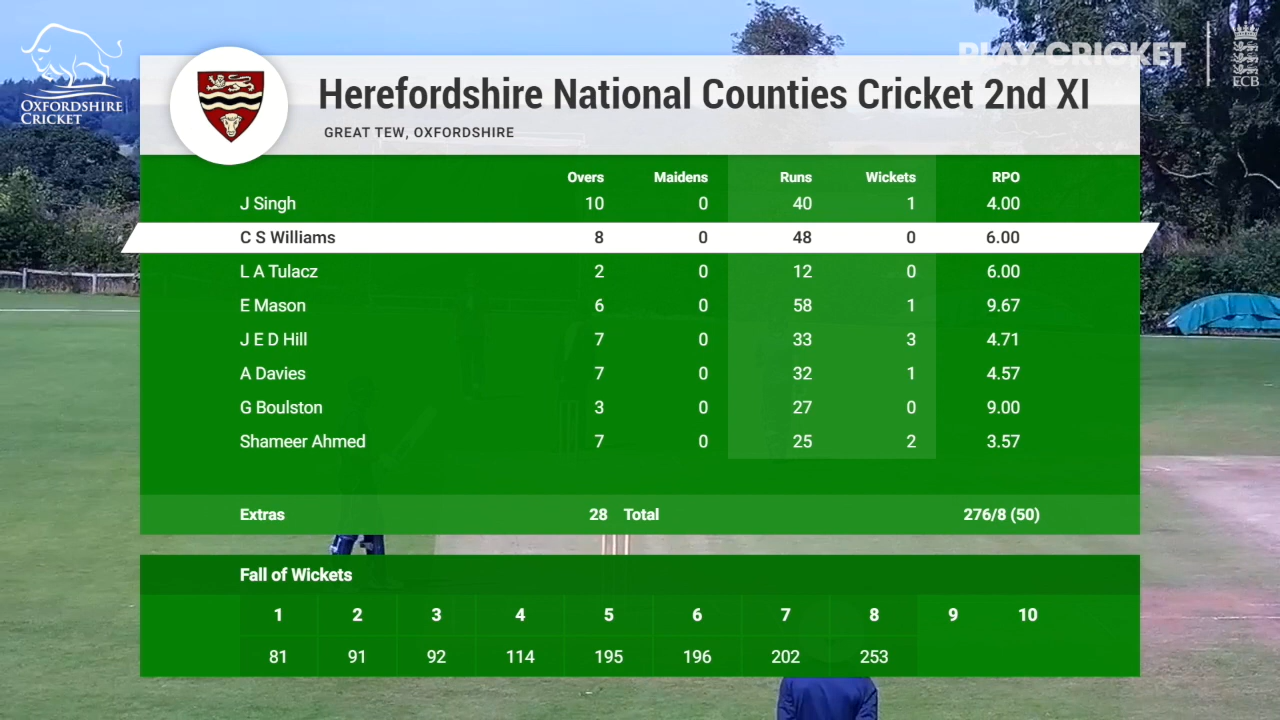 OXFORDSHIRE
CRICKET
PLAY-CRICKET
ECB
Herefordshire National Counties Cricket 2nd XI
GREAT TEW, OXFORDSHIRE
Overs Maidens Runs Wickets RPO
J Singh 10 0 40 1 4.00
C S Williams 8 0 48 0 6.00
L A Tulacz 2 0 12 0 6.00
E Mason 6 0 58 1 9.67
J E D Hill 7 0 33 3 4.71
A Davies 7 0 32 1 4.57
G Boulston 3 0 27 0 9.00
Shameer Ahmed 7 0 25 2 3.57
Extras 28 Total 276/8 (50)
Fall of Wickets
1 2 3 4 5 6 7 8 9 10
81 91 92 114 195 196 202 253